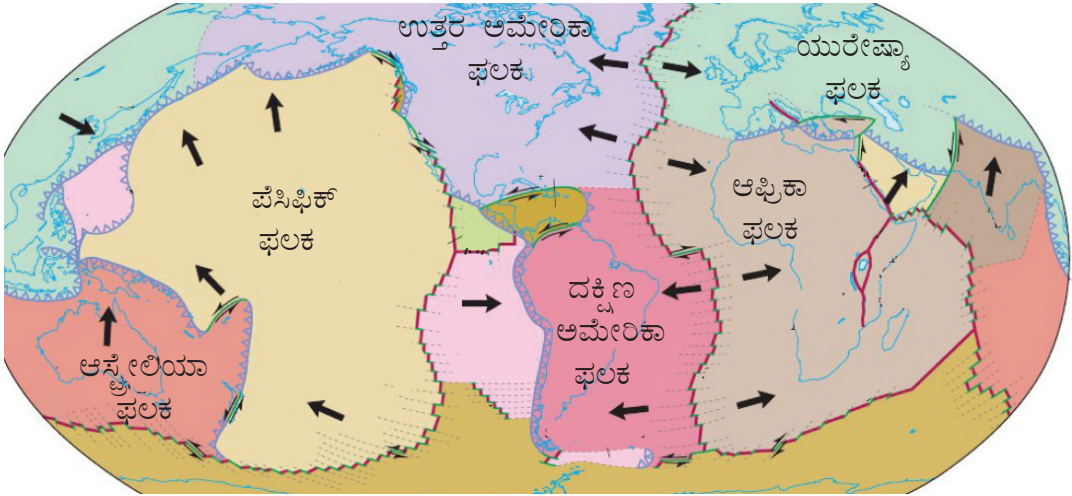 ಉತ್ತರ ಅಮೇರಿಕಾ
ಫಲಕ
ಯುರೇಷ್ಯಾ
ಫಲಕ
ಪೆಸಿಫಿಕ್
ಫಲಕ
ಆಫ್ರಿಕಾ
ಫಲಕ
ದಕ್ಷಿಣ
ಅಮೇರಿಕಾ
ಫಲಕ
ಆಸ್ಟ್ರೇಲಿಯಾ
ಫಲಕ